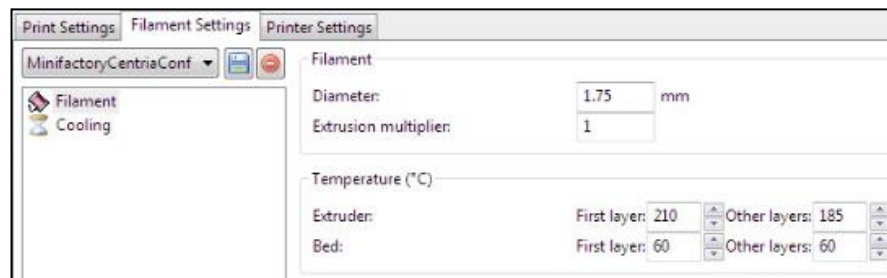 Print Settings Filament Settings Printer Settings
MinifactoryCentriaConf
Filament
Cooling
Filament
Diameter: 1.75 mm
Extrusion multiplier: 1
Temperature (°C)
Extruder: First layer: 210 Other layers: 185
Bed: First layer: 60 Other layers: 60